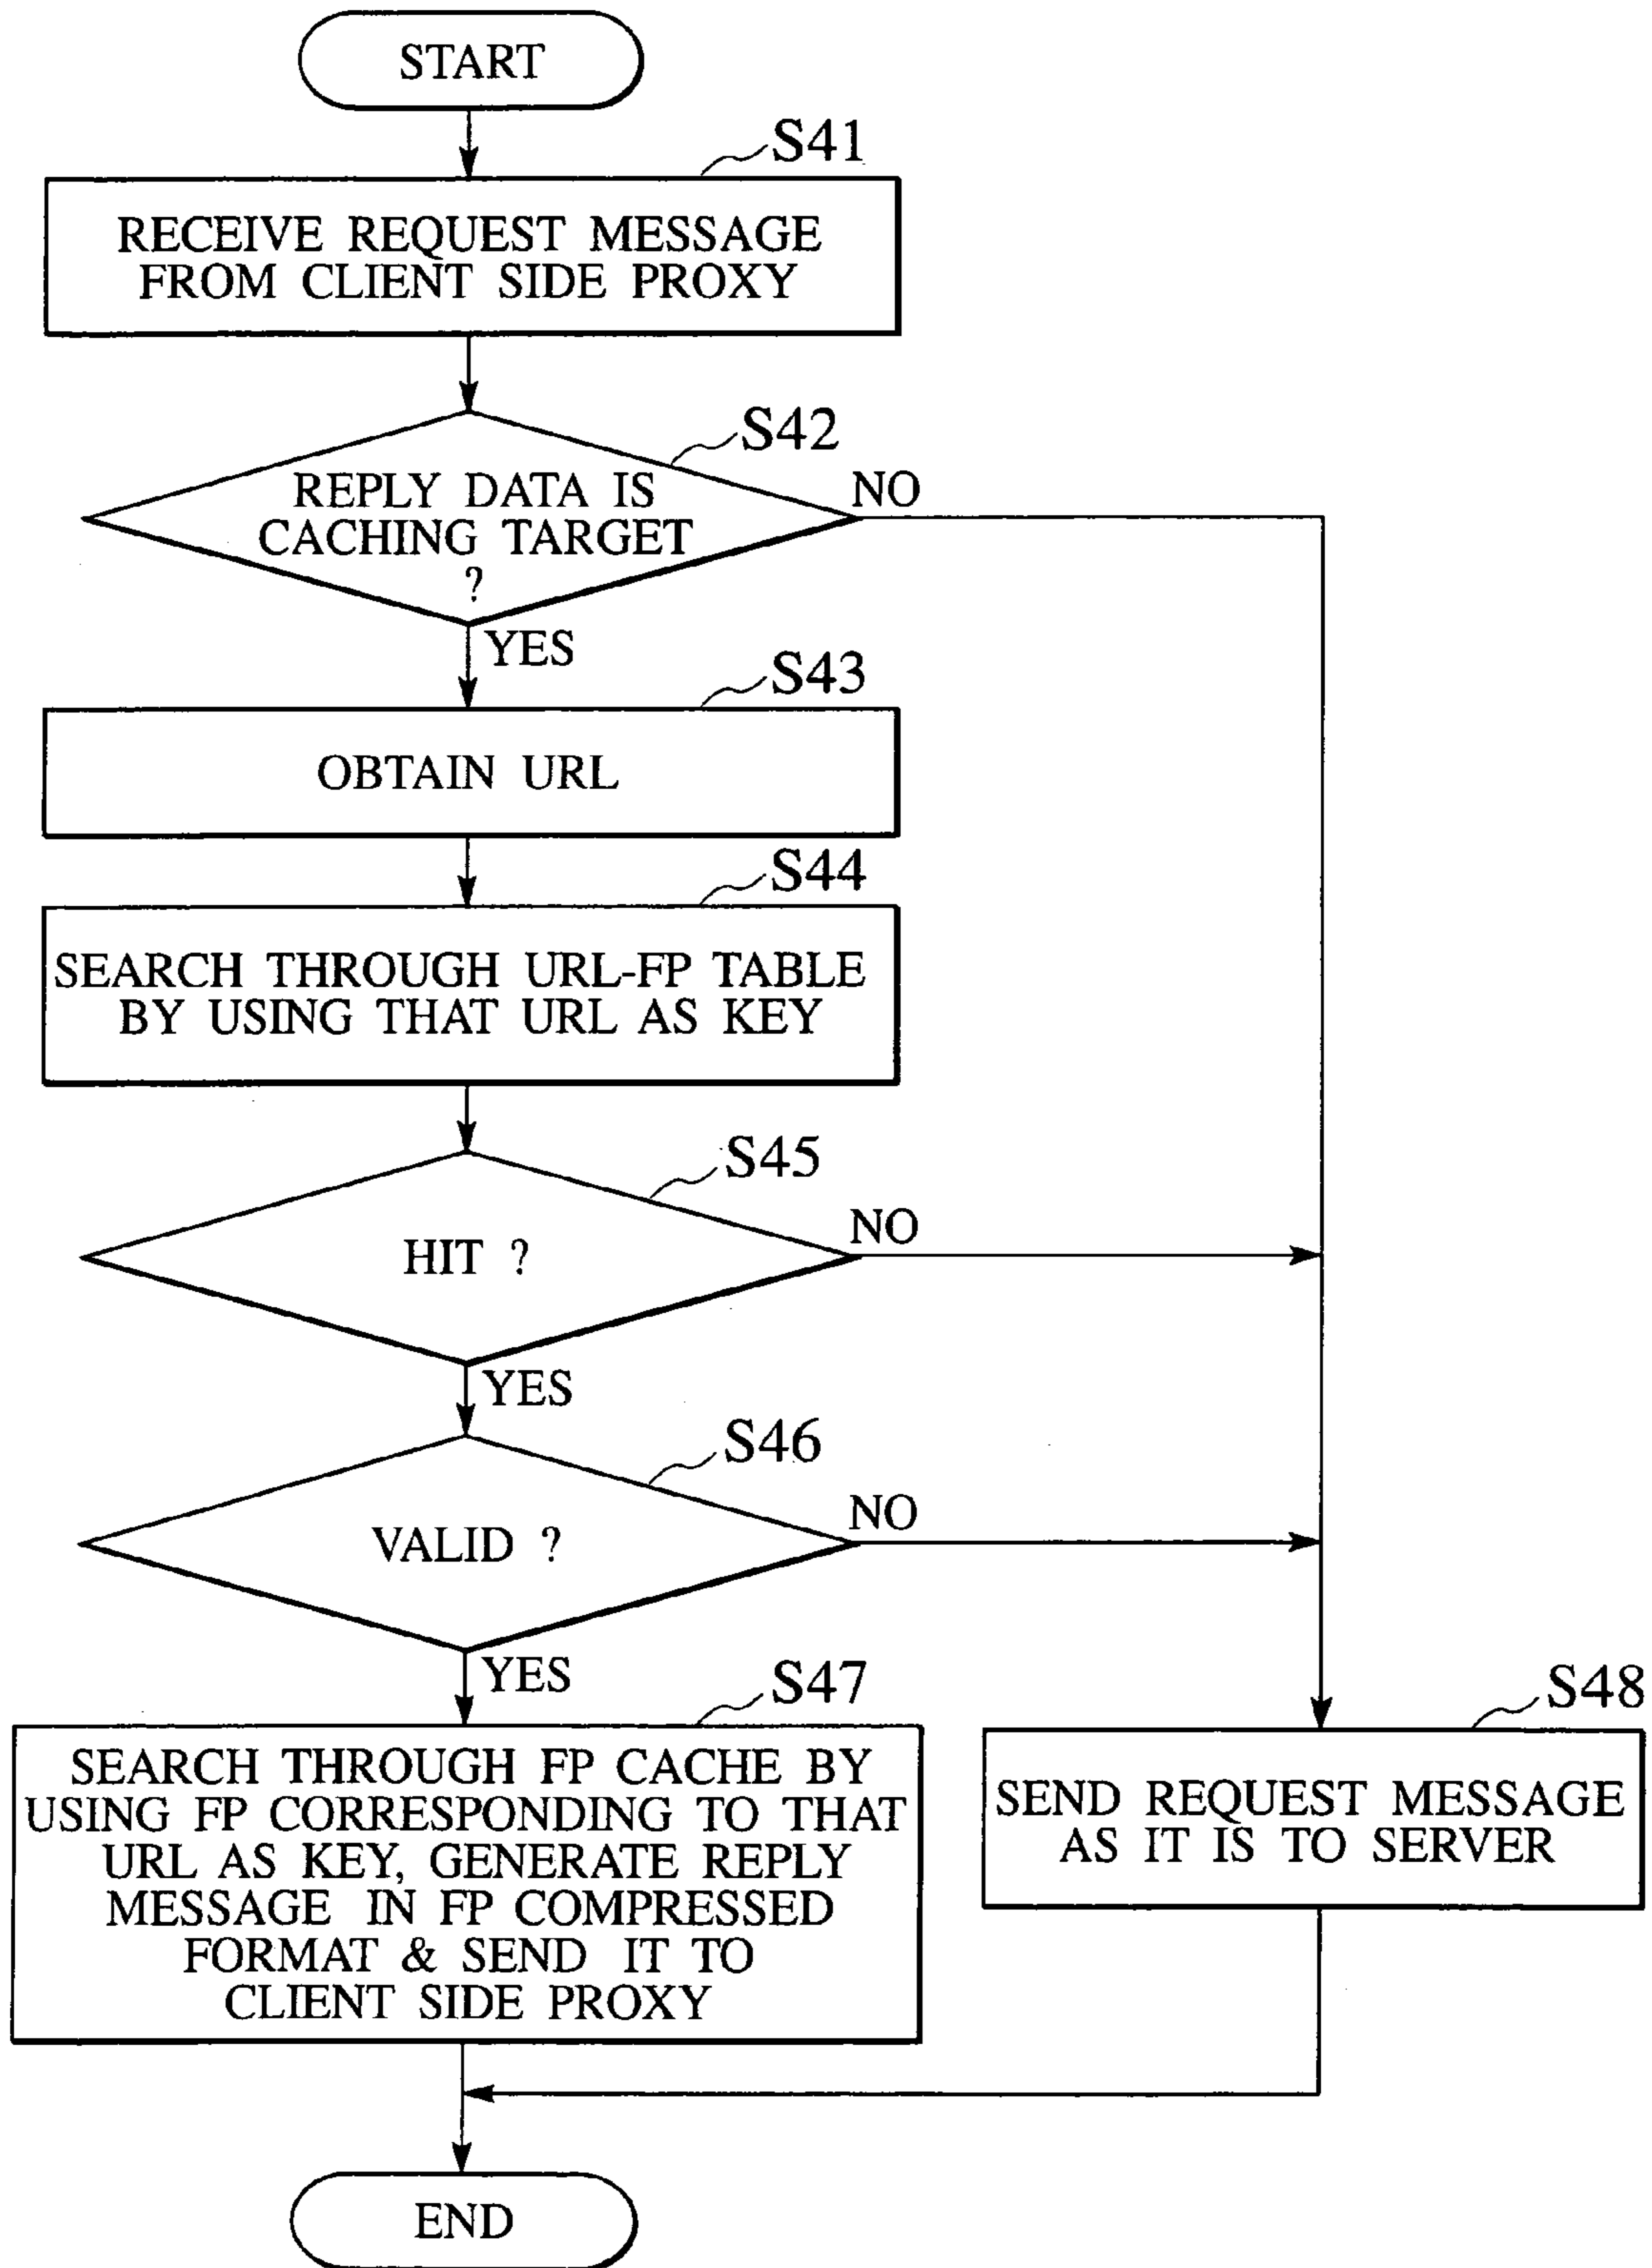 START
S41
RECEIVE REQUEST MESSAGE
FROM CLIENT SIDE PROXY
S42
REPLY DATA IS
CACHING TARGET
?
NO
YES
S43
OBTAIN URL
S44
SEARCH THROUGH URL-FP TABLE
BY USING THAT URL AS KEY
S45
HIT ?
NO
YES
S46
VALID ?
NO
YES
S47
SEARCH THROUGH FP CACHE BY
USING FP CORRESPONDING TO THAT
URL AS KEY, GENERATE REPLY
MESSAGE IN FP COMPRESSED
FORMAT & SEND IT TO
CLIENT SIDE PROXY
S48
SEND REQUEST MESSAGE
AS IT IS TO SERVER
END